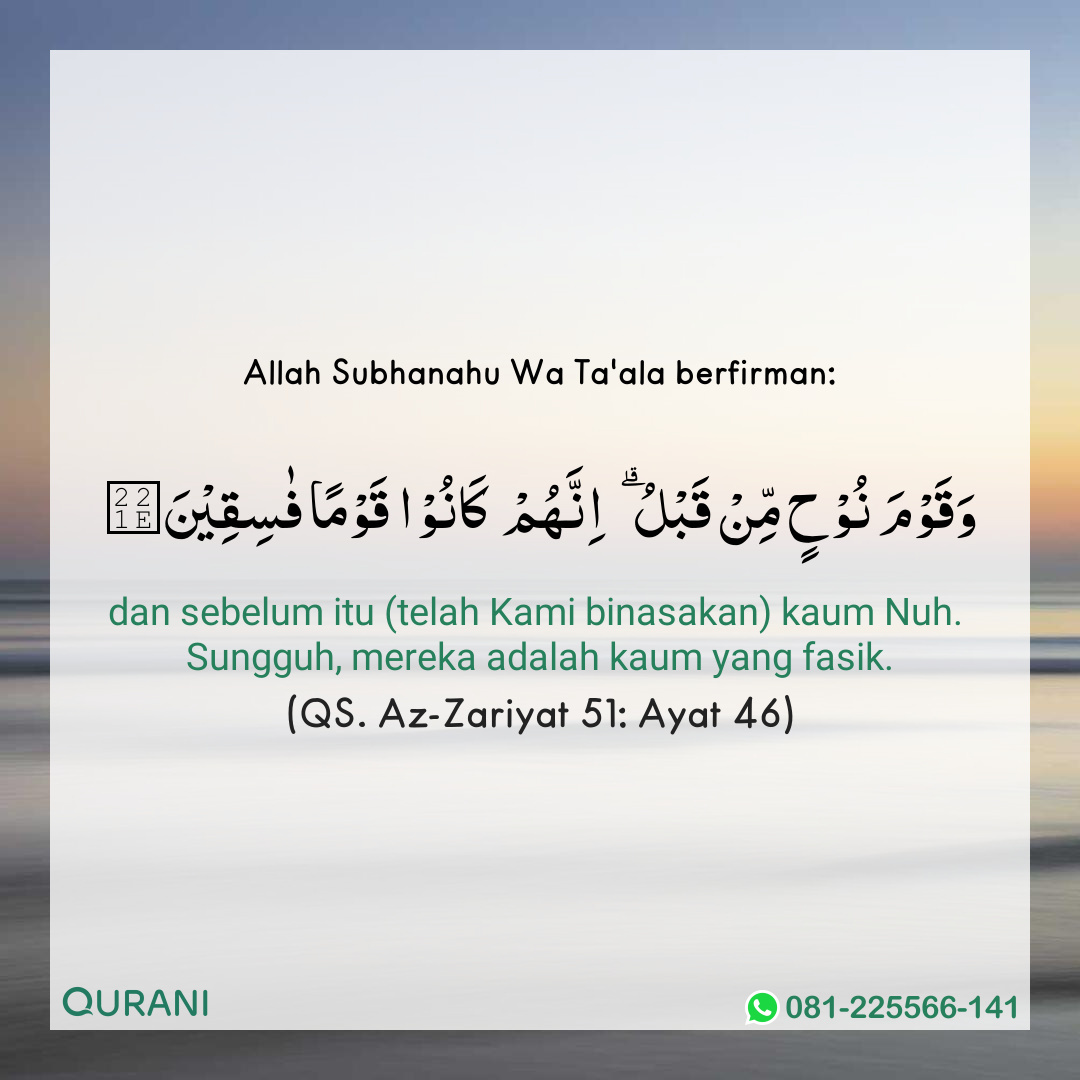 Allah Subhanahu Wa Ta'ala berfirman:
وَقَوْمَ نُوْحٍ مِّنْ قَبْلُ ۗ اِنَّهُمْ كَانُوْا قَوْمًا فٰسِقِيْنَ
dan sebelum itu (telah Kami binasakan) kaum Nuh.
Sungguh, mereka adalah kaum yang fasik.
(QS. Az-Zariyat 51: Ayat 46)
QURANI
081-225566-141